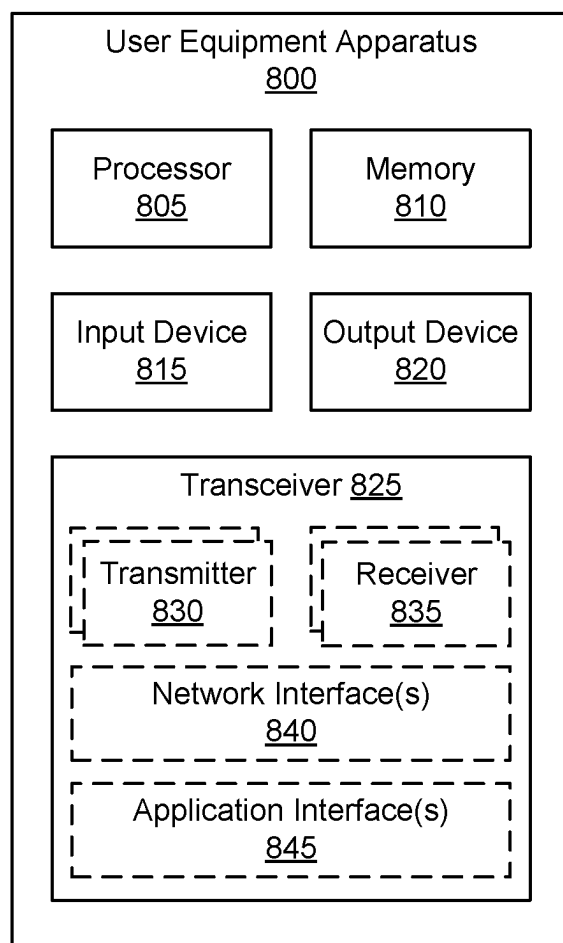 User Equipment Apparatus
800
Processor
805
Memory
810
Input Device
815
Output Device
820
Transceiver 825
Transmitter
830
Receiver
835
Network Interface(s)
840
Application Interface(s)
845